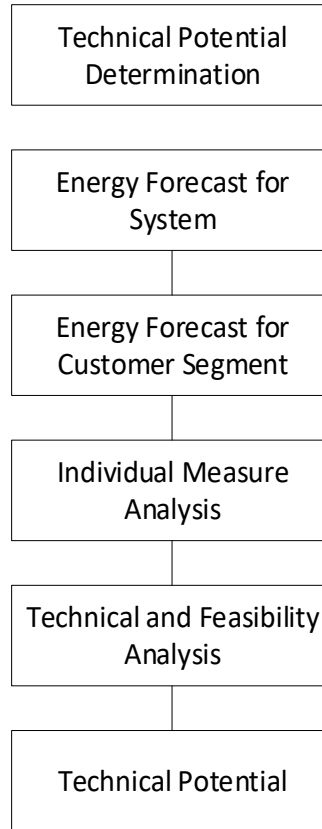 Technical Potential
Determination
Energy Forecast for
System
Energy Forecast for
Customer Segment
Individual Measure
Analysis
Technical and Feasibility
Analysis
Technical Potential